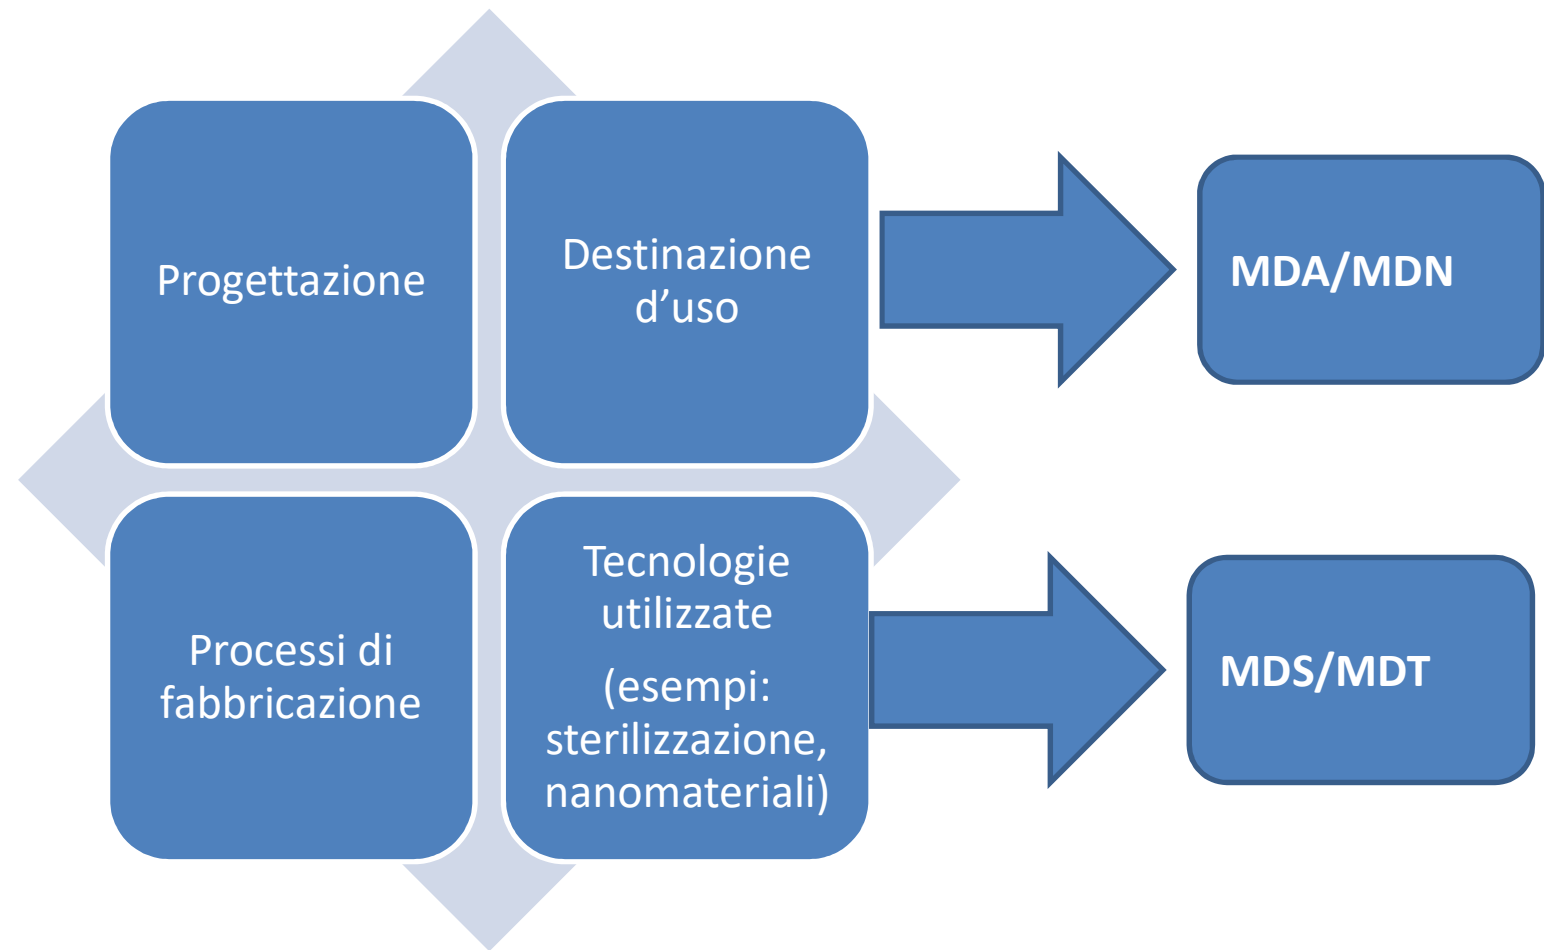 Progettazione
Destinazione
d’uso
MDA/MDN
Processi di
fabbricazione
Tecnologie
utilizzate
(esempi:
sterilizzazione,
nanomateriali)
MDS/MDT